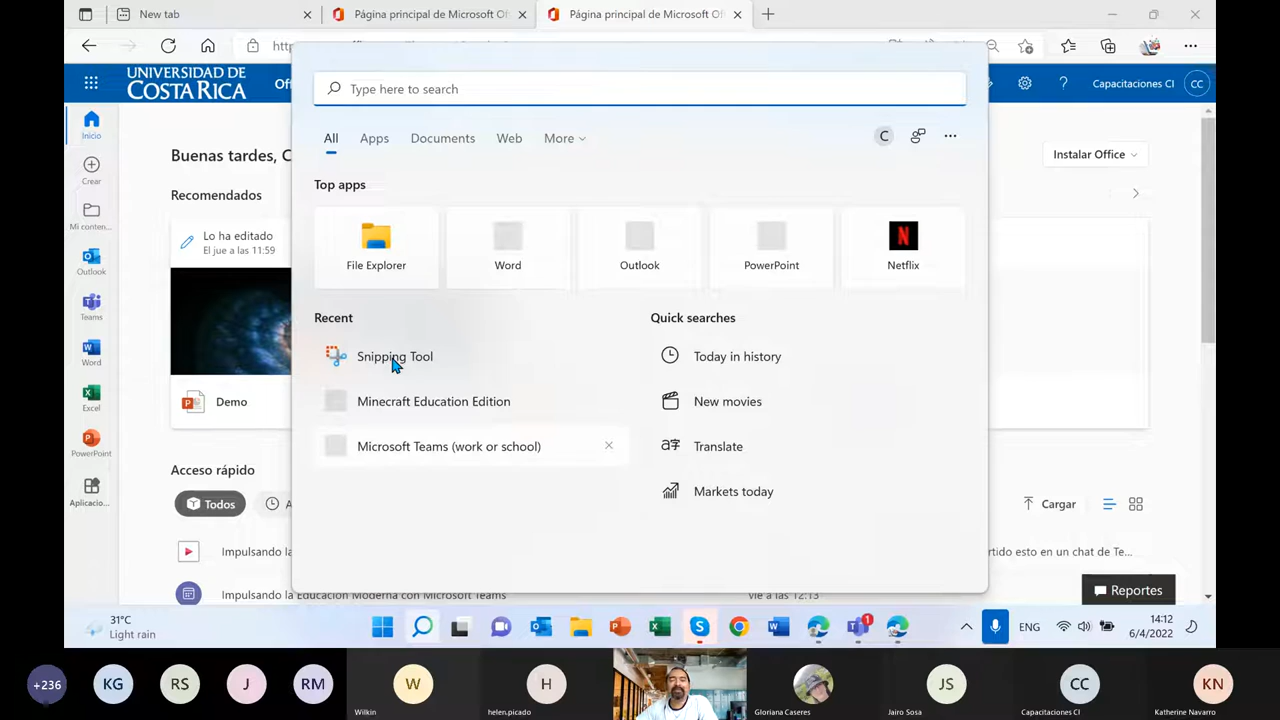 New tab
Página principal de Microsoft Of
Página principal de Microsoft Of
UNIVERSIDAD DE
COSTA RICA
Capacitaciones CI
CC
Type here to search
All
Apps
Documents
Web
More
C
Inicio
Buenas tardes, C
Instalar Office
Crear
Recomendados
Top apps
Mi conten...
Lo ha editado
El jue a las 11:59
File Explorer
Word
Outlook
PowerPoint
N
Netflix
Outlook
Teams
Recent
Quick searches
Snipping Tool
Today in history
Word
Minecraft Education Edition
New movies
Demo
Excel
Microsoft Teams (work or school)
Translate
PowerPoint
Acceso rápido
Markets today
Aplicacio...
Todos
Cargar
Impulsando la
rtido esto en un chat de Te...
Impulsando la Educación Moderna con Microsoft Teams
vie a las 12:13
Reportes
31°C
Light rain
1
ENG
14:12
6/4/2022
+236
KG
RS
J
RM
W
Wilkin
H
helen.picado
Gloriana Caseres
JS
Jairo Sosa
CC
Capacitaciones CI
KN
Katherine Navarro